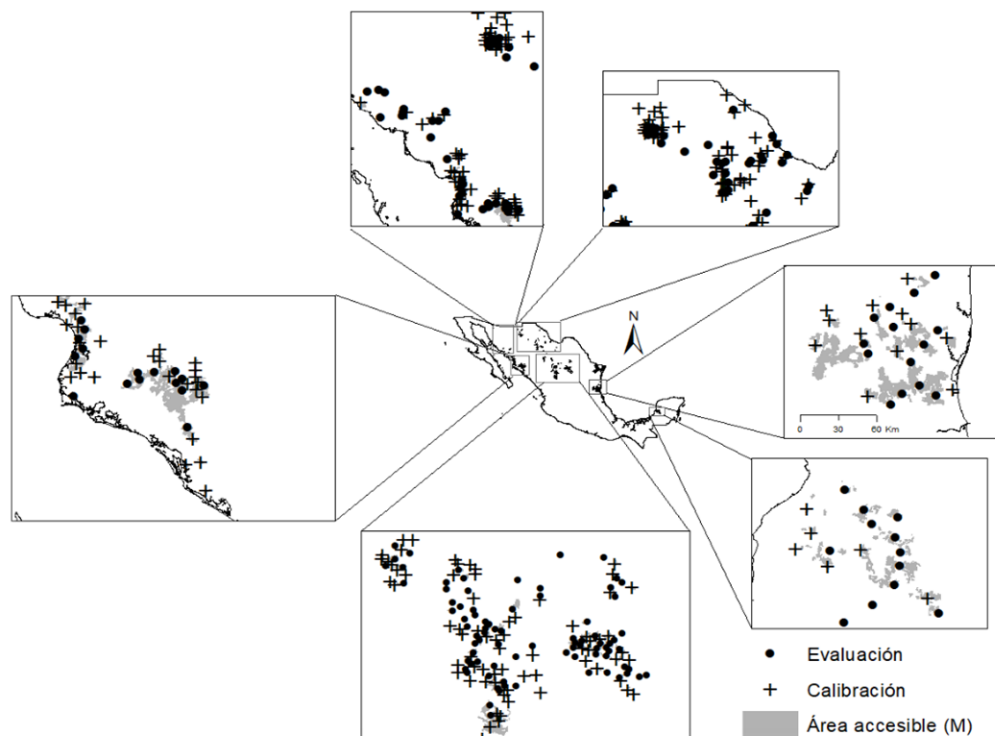 N
0 30 60 Km
Evaluación
Calibración
Área accesible (M)